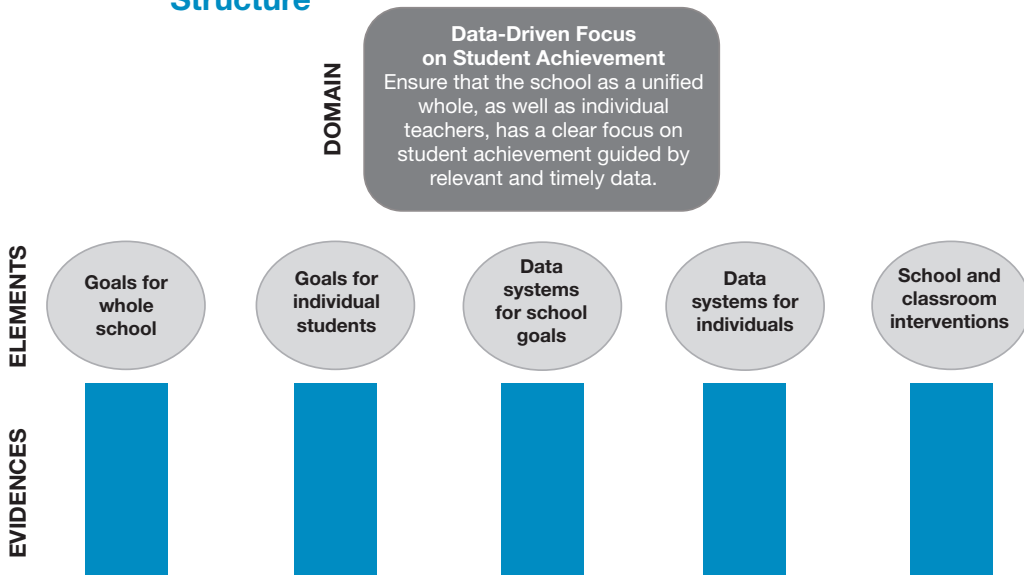 Structure
DOMAIN
Data-Driven Focus
on Student Achievement
Ensure that the school as a unified
whole, as well as individual
teachers, has a clear focus on
student achievement guided by
relevant and timely data.
ELEMENTS
Goals for
whole
school
Goals for
individual
students
Data
systems
for school
goals
Data
systems for
individuals
School and
classroom
interventions
EVIDENCES